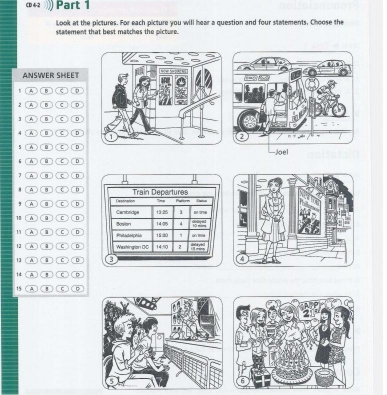 CD 4-2 Part 1
Look at the pictures. For each picture you will hear a question and four statements. Choose the
statement that best matches the picture.
ANSWER SHEET
1 A B C D
2 A B C D
3 A B C D
4 A B C D
5 A B C D
6 A B C D
7 A B C D
8 A B C D
9 A B C D
10 A B C D
11 A B C D
12 A B C D
13 A B C D
14 A B C D
15 A B C D
1
2
Joel
Train Departures
Destination Time Platform Status
Cambridge 13:25 3 on time
Boston 14:05 4 delayed
10 mins
Philadelphia 15:00 1 on time
Washington DC 14:10 2 delayed
15 mins
3
4
5
6